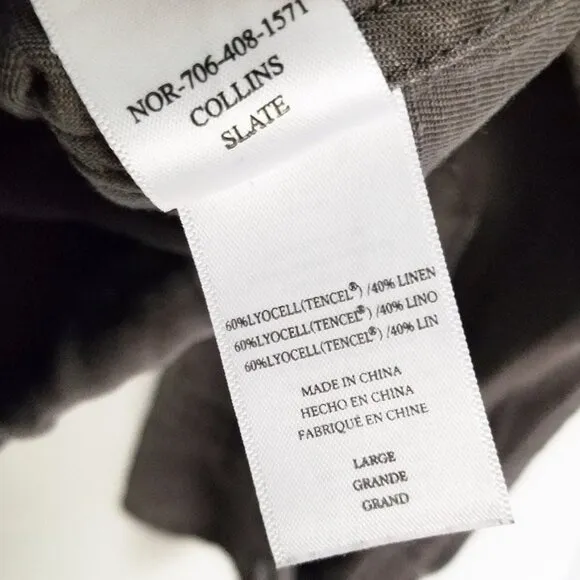 NOR-706-408-1571
COLLINS
SLATE
60%LYOCELL(TENCEL®) /40% LINEN
60%LYOCELL(TENCEL®) /40% LINO
60%LYOCELL(TENCEL®) /40% LIN
MADE IN CHINA
HECHO EN CHINA
FABRIQUÉ EN CHINE
LARGE
GRANDE
GRAND